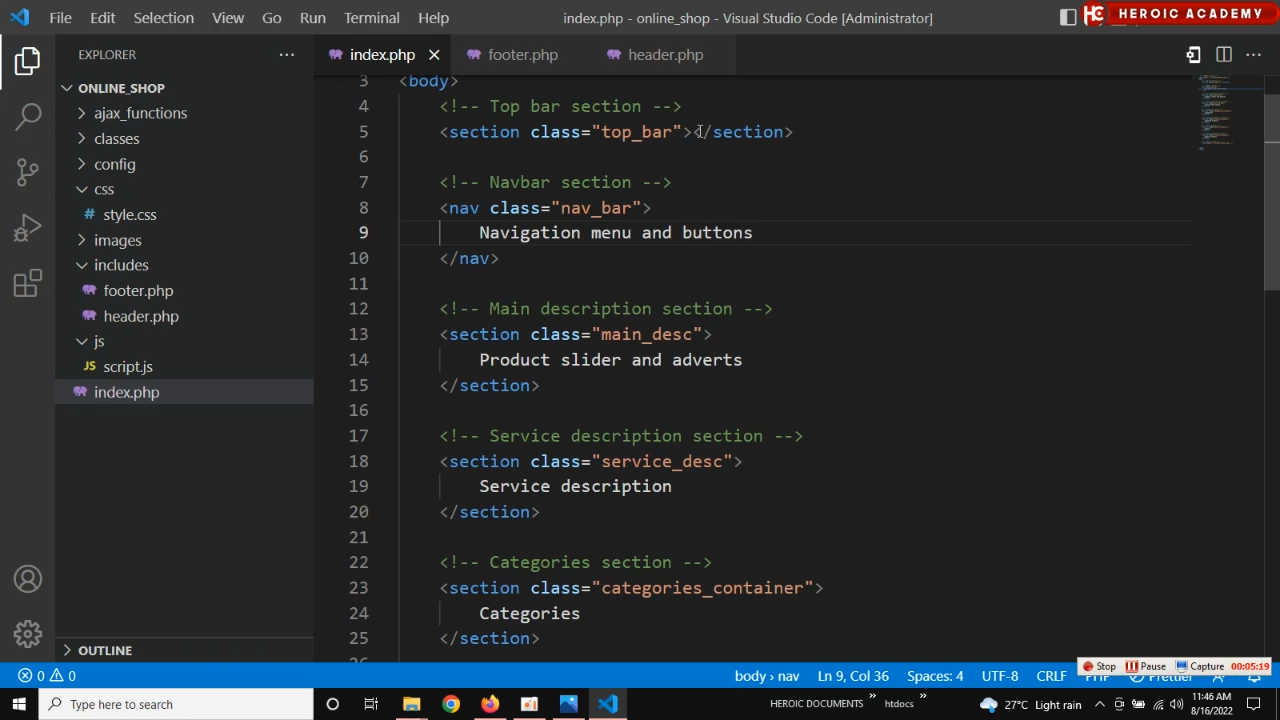 File Edit Selection View Go Run Terminal Help
index.php - online_shop - Visual Studio Code [Administrator]
HC HEROIC ACADEMY
EXPLORER
index.php footer.php header.php
ONLINE_SHOP
ajax_functions
classes
config
css
# style.css
images
includes
footer.php
header.php
js
JS script.js
index.php
OUTLINE
3 <body>
4 <!-- Top bar section -->
5 <section class="top_bar"></section>
6
7 <!-- Navbar section -->
8 <nav class="nav_bar">
9 Navigation menu and buttons
10 </nav>
11
12 <!-- Main description section -->
13 <section class="main_desc">
14 Product slider and adverts
15 </section>
16
17 <!-- Service description section -->
18 <section class="service_desc">
19 Service description
20 </section>
21
22 <!-- Categories section -->
23 <section class="categories_container">
24 Categories
25 </section>
Stop Pause Capture 00:05:19
0 0 body › nav Ln 9, Col 36 Spaces: 4 UTF-8 CRLF PHP Prettier
Type here to search
HEROIC DOCUMENTS » htdocs »
27°C Light rain
11:46 AM
8/16/2022